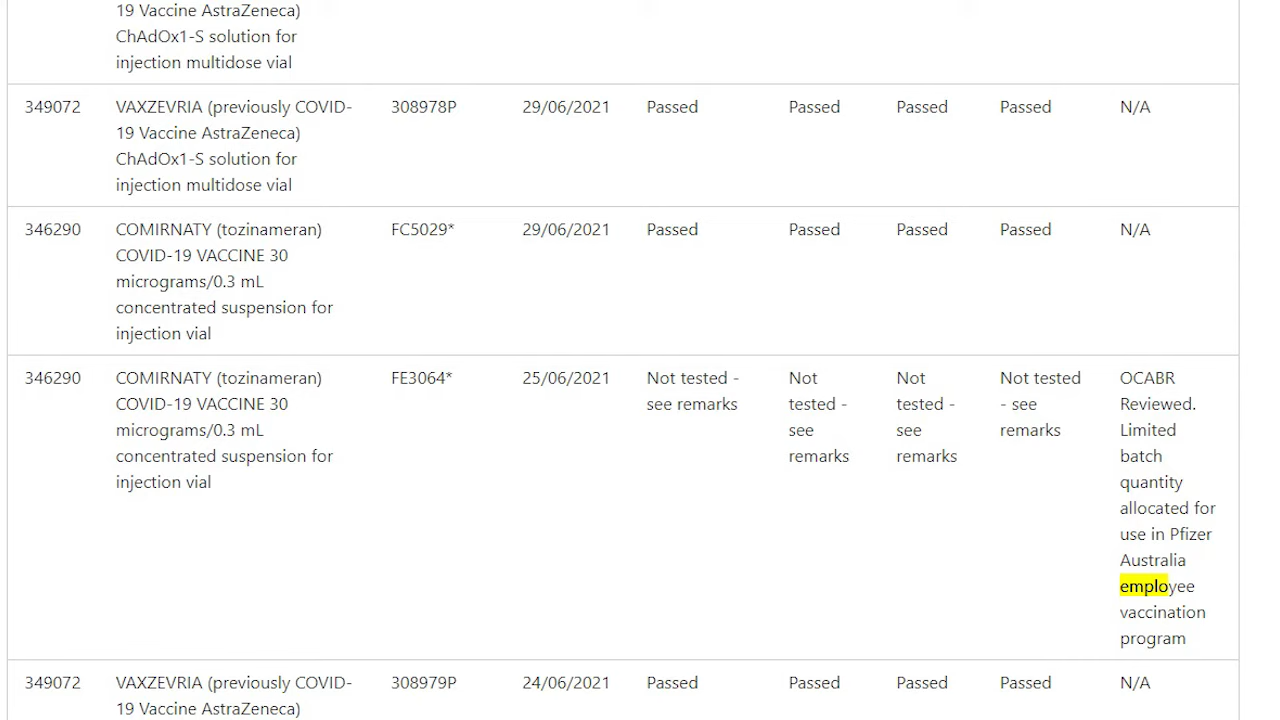 19 Vaccine AstraZeneca)
ChAdOx1-S solution for
injection multidose vial
349072 VAXZEVRIA (previously COVID- 308978P 29/06/2021 Passed Passed Passed Passed N/A
19 Vaccine AstraZeneca)
ChAdOx1-S solution for
injection multidose vial
346290 COMIRNATY (tozinameran) FC5029* 29/06/2021 Passed Passed Passed Passed N/A
COVID-19 VACCINE 30
micrograms/0.3 mL
concentrated suspension for
injection vial
346290 COMIRNATY (tozinameran) FE3064* 25/06/2021 Not tested - Not Not Not tested OCABR
COVID-19 VACCINE 30 see remarks tested - tested - - see Reviewed.
micrograms/0.3 mL see see remarks Limited
concentrated suspension for remarks remarks batch
injection vial quantity
allocated for
use in Pfizer
Australia
employee
vaccination
program
349072 VAXZEVRIA (previously COVID- 308979P 24/06/2021 Passed Passed Passed Passed N/A
19 Vaccine AstraZeneca)